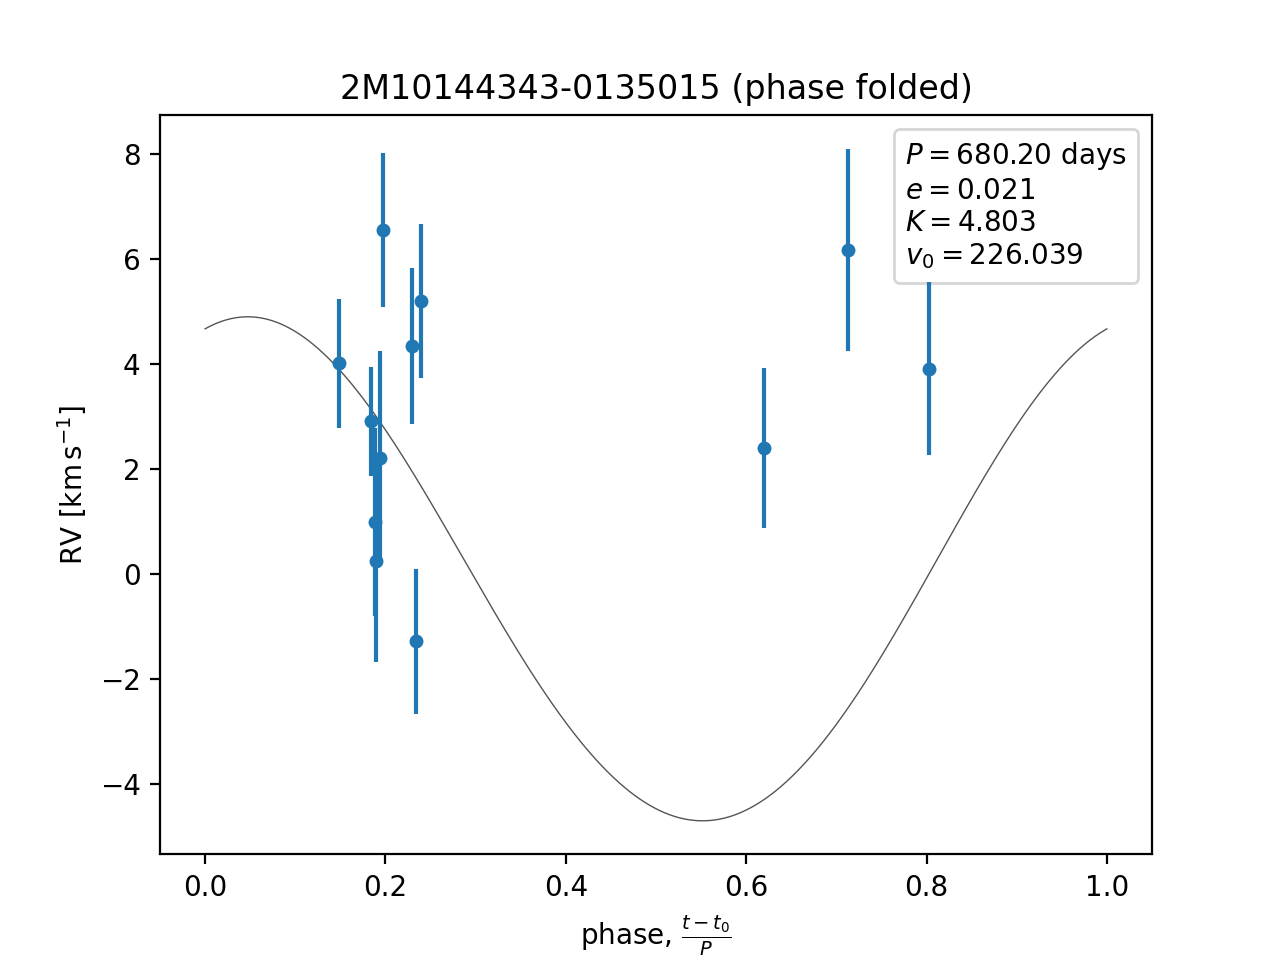 2M10144343-0135015 (phase folded)
P = 680.20 days
e = 0.021
K = 4.803
v₀ = 226.039
RV [km s⁻¹]
8
6
4
2
0
−2
−4
0.0 0.2 0.4 0.6 0.8 1.0
phase, (t − t₀)/P